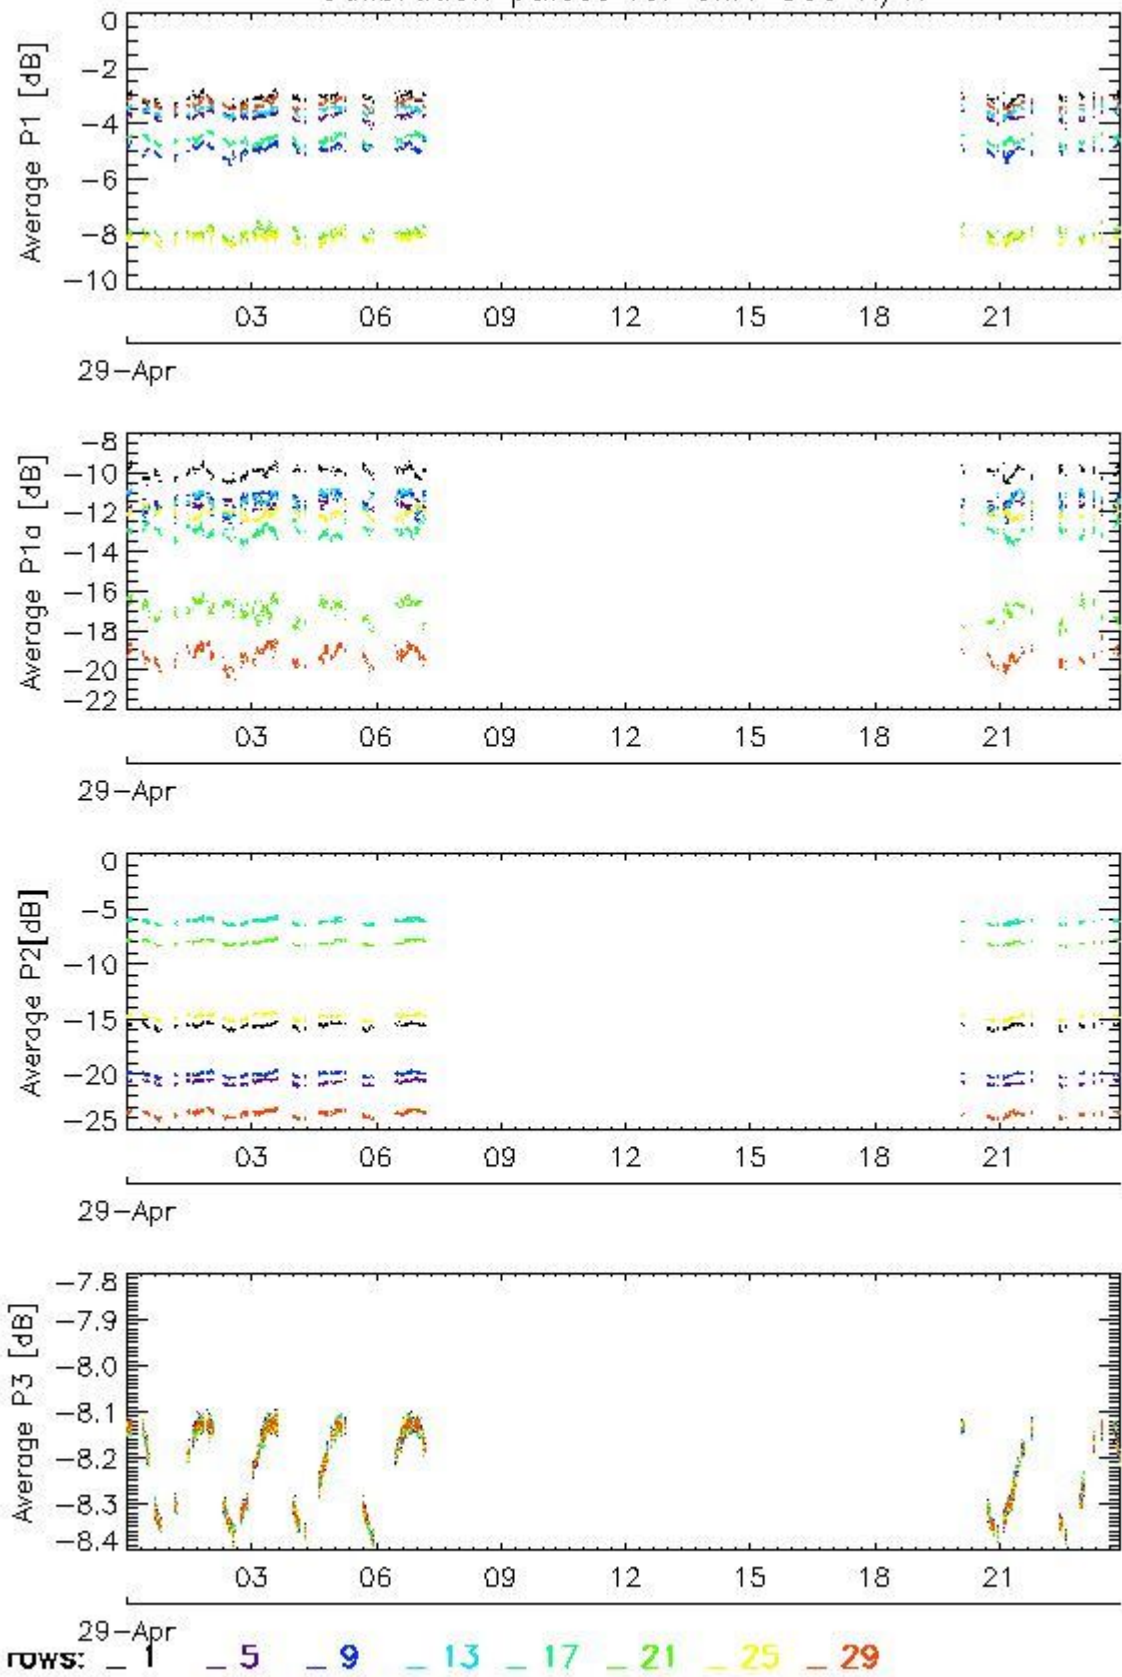 Average P1 [dB]
0
−2
−4
−6
−8
−10
03 06 09 12 15 18 21
29−Apr
Average P1a [dB]
−8
−10
−12
−14
−16
−18
−20
−22
03 06 09 12 15 18 21
29−Apr
Average P2[dB]
0
−5
−10
−15
−20
−25
03 06 09 12 15 18 21
29−Apr
Average P3 [dB]
−7.8
−7.9
−8.0
−8.1
−8.2
−8.3
−8.4
03 06 09 12 15 18 21
29−Apr
rows: _ 1 _ 5 _ 9 _ 13 _ 17 _ 21 _ 25 _ 29